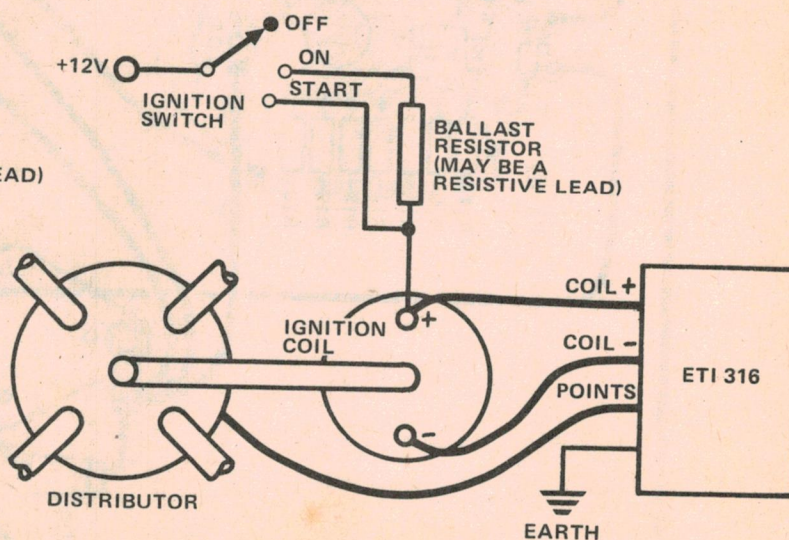 OFF
+12V
ON
START
IGNITION
SWITCH
BALLAST
RESISTOR
(MAY BE A
RESISTIVE LEAD)
EAD)
COIL +
IGNITION
COIL
+
COIL -
ETI 316
POINTS
-
DISTRIBUTOR
EARTH